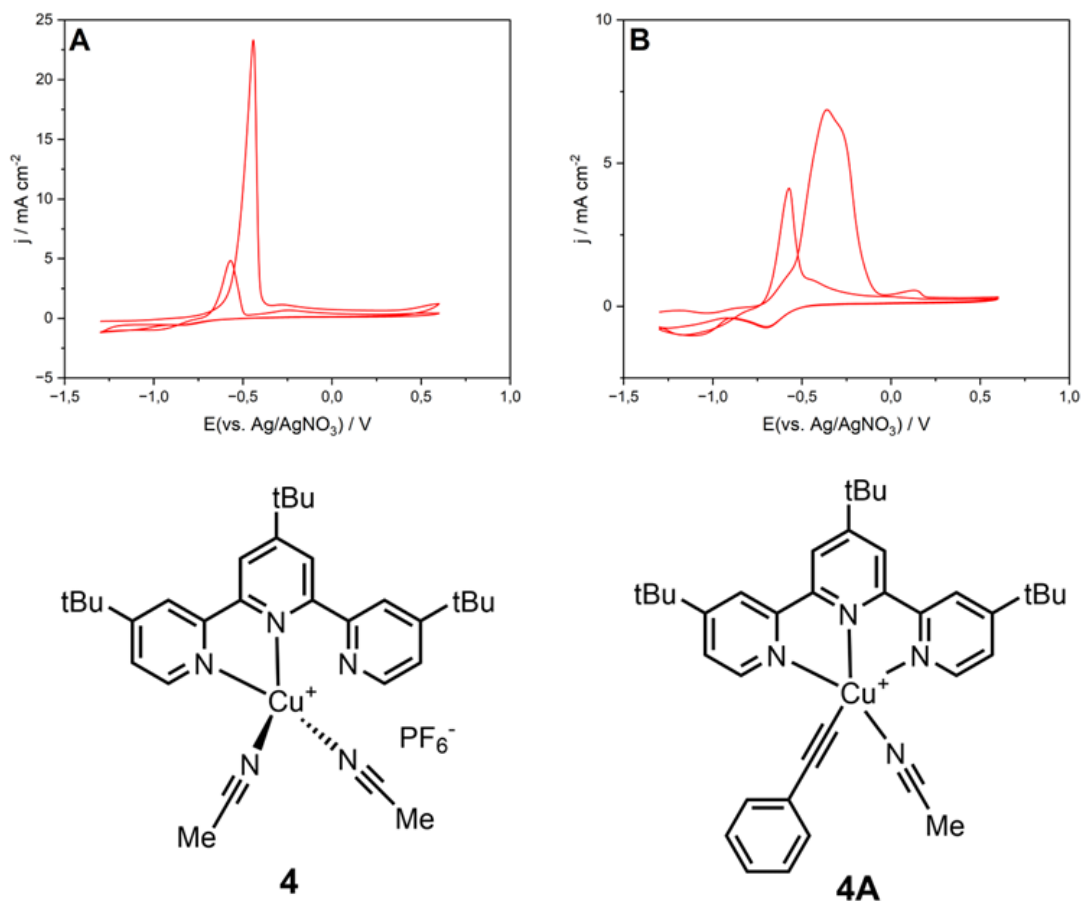 A
25
20
15
10
5
0
−5
j / mA cm⁻²
−1,5
−1,0
−0,5
0,0
0,5
1,0
E(vs. Ag/AgNO₃) / V
B
10
5
0
j / mA cm⁻²
−1,5
−1,0
−0,5
0,0
0,5
1,0
E(vs. Ag/AgNO₃) / V
tBu
tBu
tBu
N
N
N
Cu⁺
PF₆⁻
N
N
Me
Me
4
tBu
tBu
tBu
N
N
N
Cu⁺
N
Me
4A